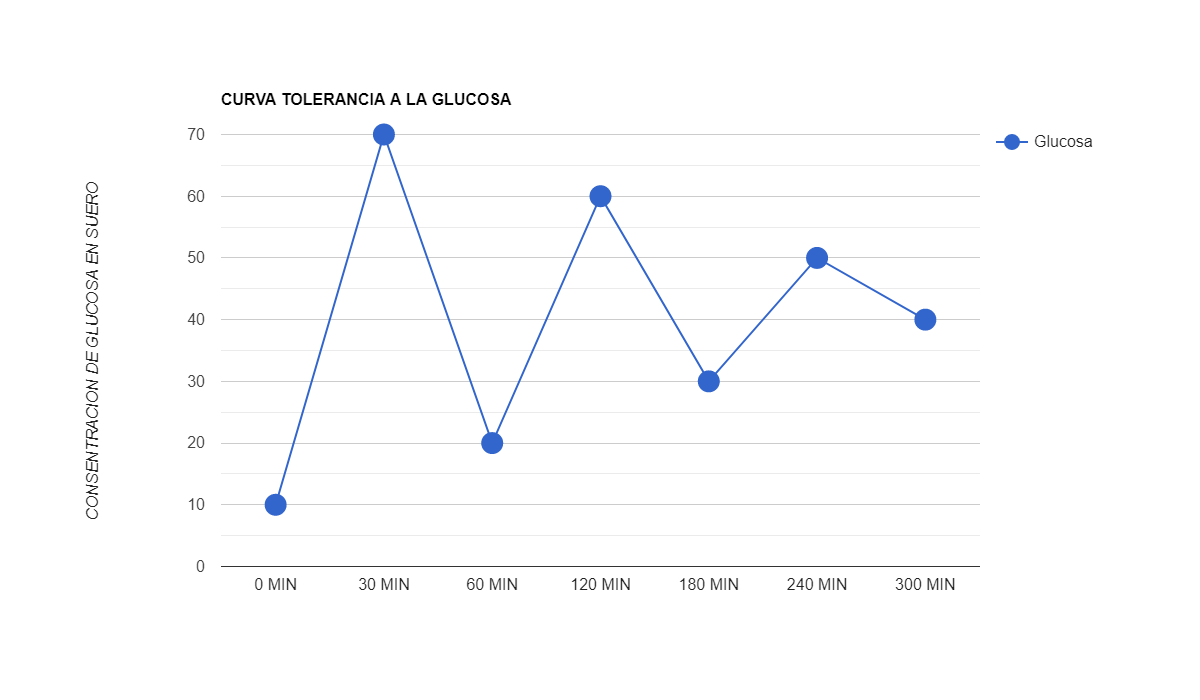 CURVA TOLERANCIA A LA GLUCOSA
CONSENTRACION DE GLUCOSA EN SUERO
70
60
50
40
30
20
10
0
0 MIN
30 MIN
60 MIN
120 MIN
180 MIN
240 MIN
300 MIN
Glucosa